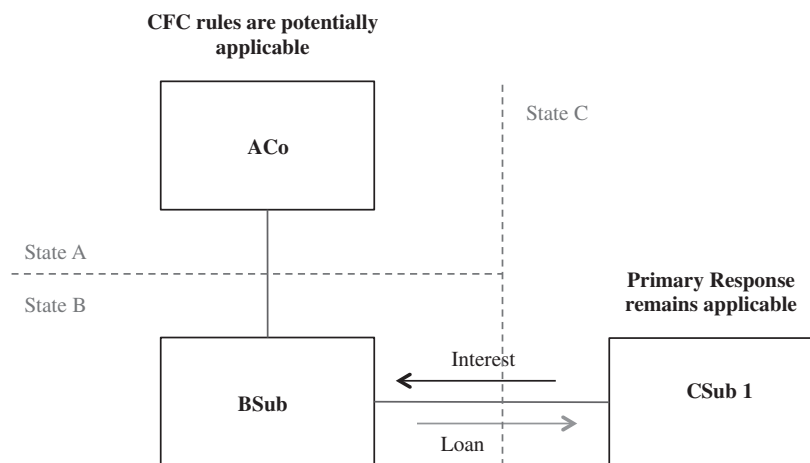 CFC rules are potentially
applicable
State C
ACo
State A
State B
Primary Response
remains applicable
Interest
BSub
CSub 1
Loan